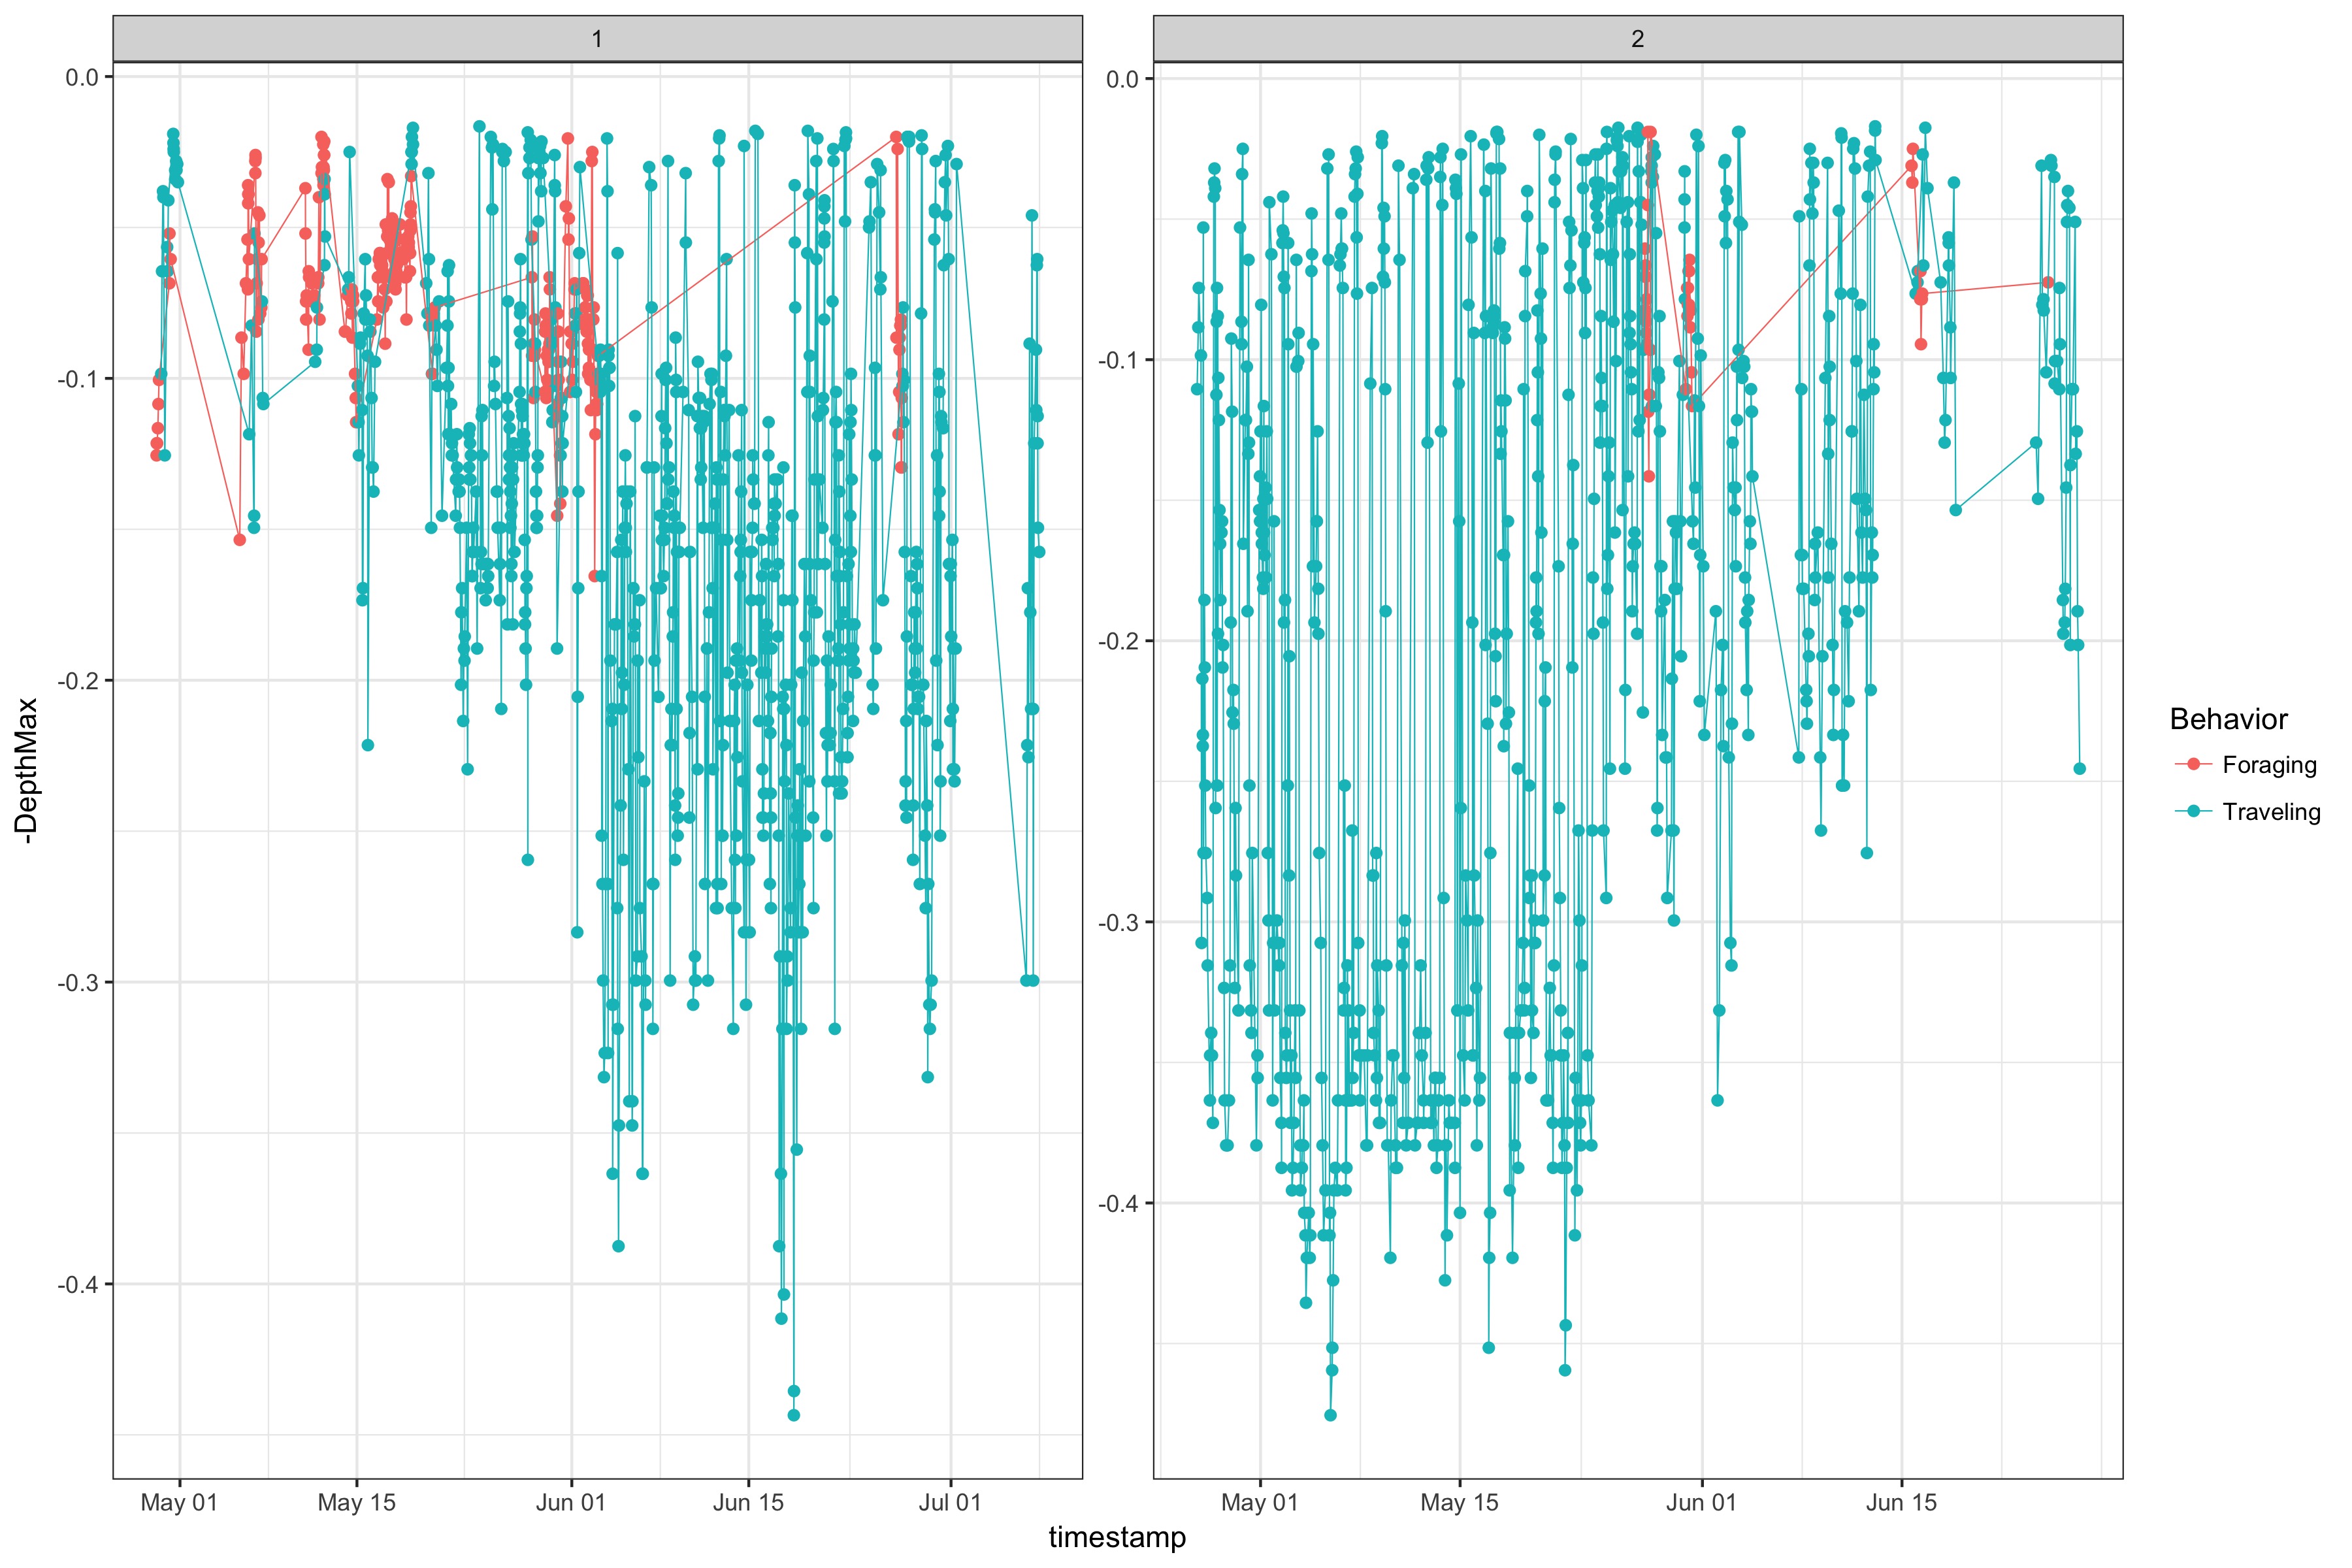 1
2
0.0
-0.1
-0.2
-0.3
-0.4
0.0
-0.1
-0.2
-0.3
-0.4
-DepthMax
May 01
May 15
Jun 01
Jun 15
Jul 01
May 01
May 15
Jun 01
Jun 15
timestamp
Behavior
Foraging
Traveling